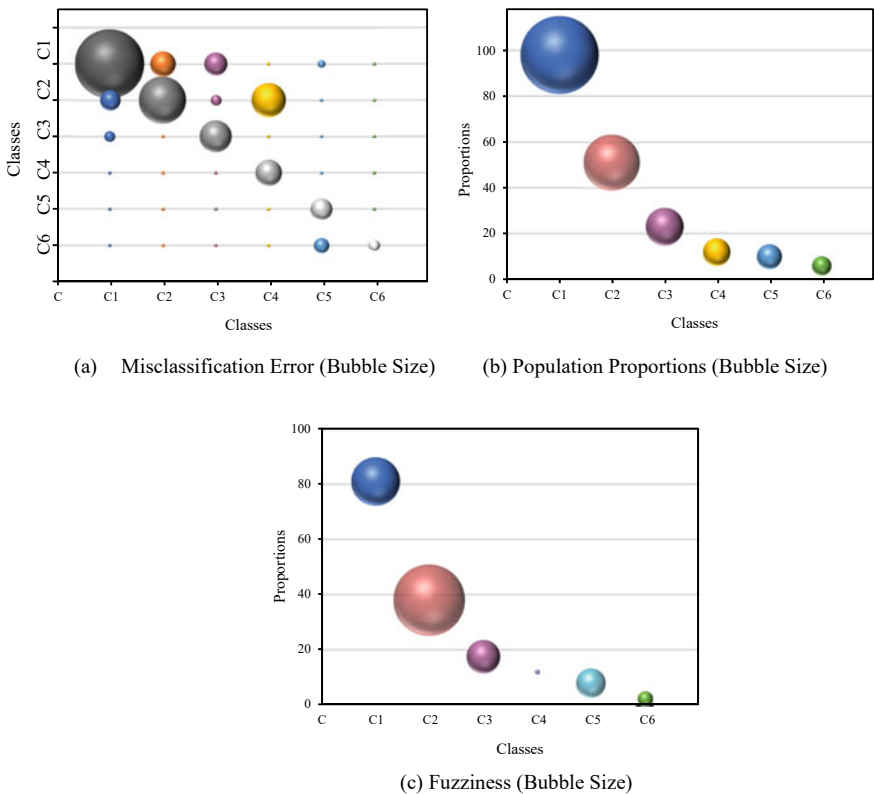 Classes
C1
C2
C3
C4
C5
C6
C C1 C2 C3 C4 C5 C6
Classes
(a) Misclassification Error (Bubble Size)
Proportions
100
80
60
40
20
0
C C1 C2 C3 C4 C5 C6
Classes
(b) Population Proportions (Bubble Size)
Proportions
100
80
60
40
20
0
C C1 C2 C3 C4 C5 C6
Classes
(c) Fuzziness (Bubble Size)